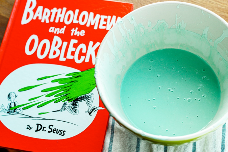 BARTHOLOMEW
and the
OOBLECK
by Dr. Seuss